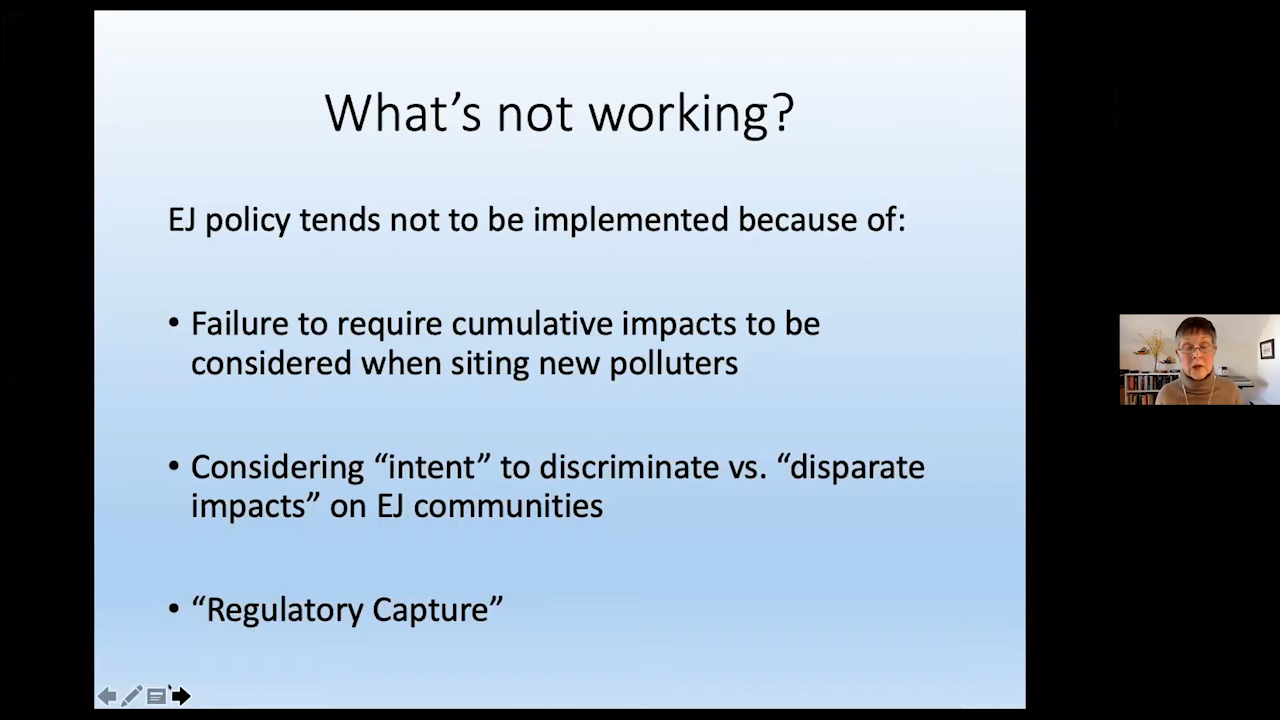 What’s not working?
EJ policy tends not to be implemented because of:
• Failure to require cumulative impacts to be
considered when siting new polluters
• Considering “intent” to discriminate vs. “disparate
impacts” on EJ communities
• “Regulatory Capture”